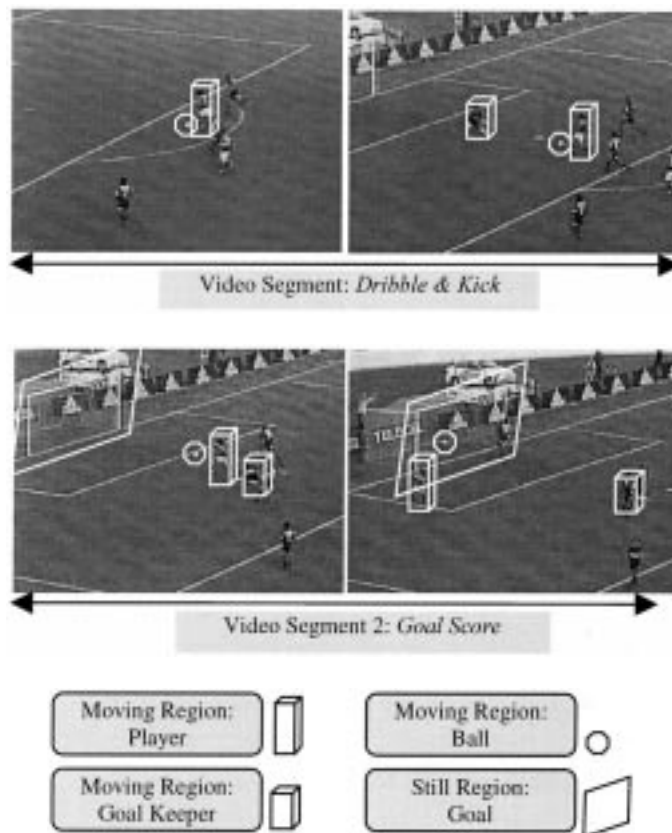 Video Segment: Dribble & Kick
Video Segment 2: Goal Score
Moving Region:
Player
Moving Region:
Ball
Moving Region:
Goal Keeper
Still Region:
Goal